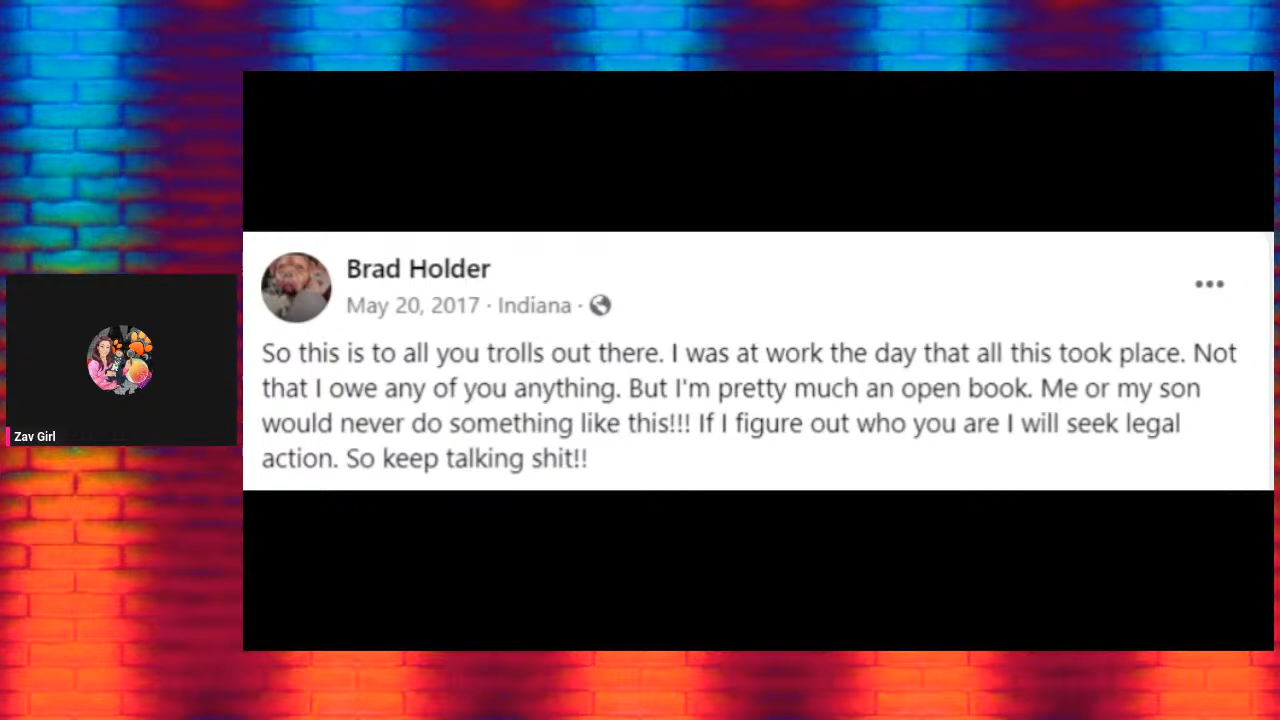 Brad Holder
May 20, 2017 · Indiana ·
So this is to all you trolls out there. I was at work the day that all this took place. Not
that I owe any of you anything. But I'm pretty much an open book. Me or my son
would never do something like this!!! If I figure out who you are I will seek legal
action. So keep talking shit!!
Zav Girl